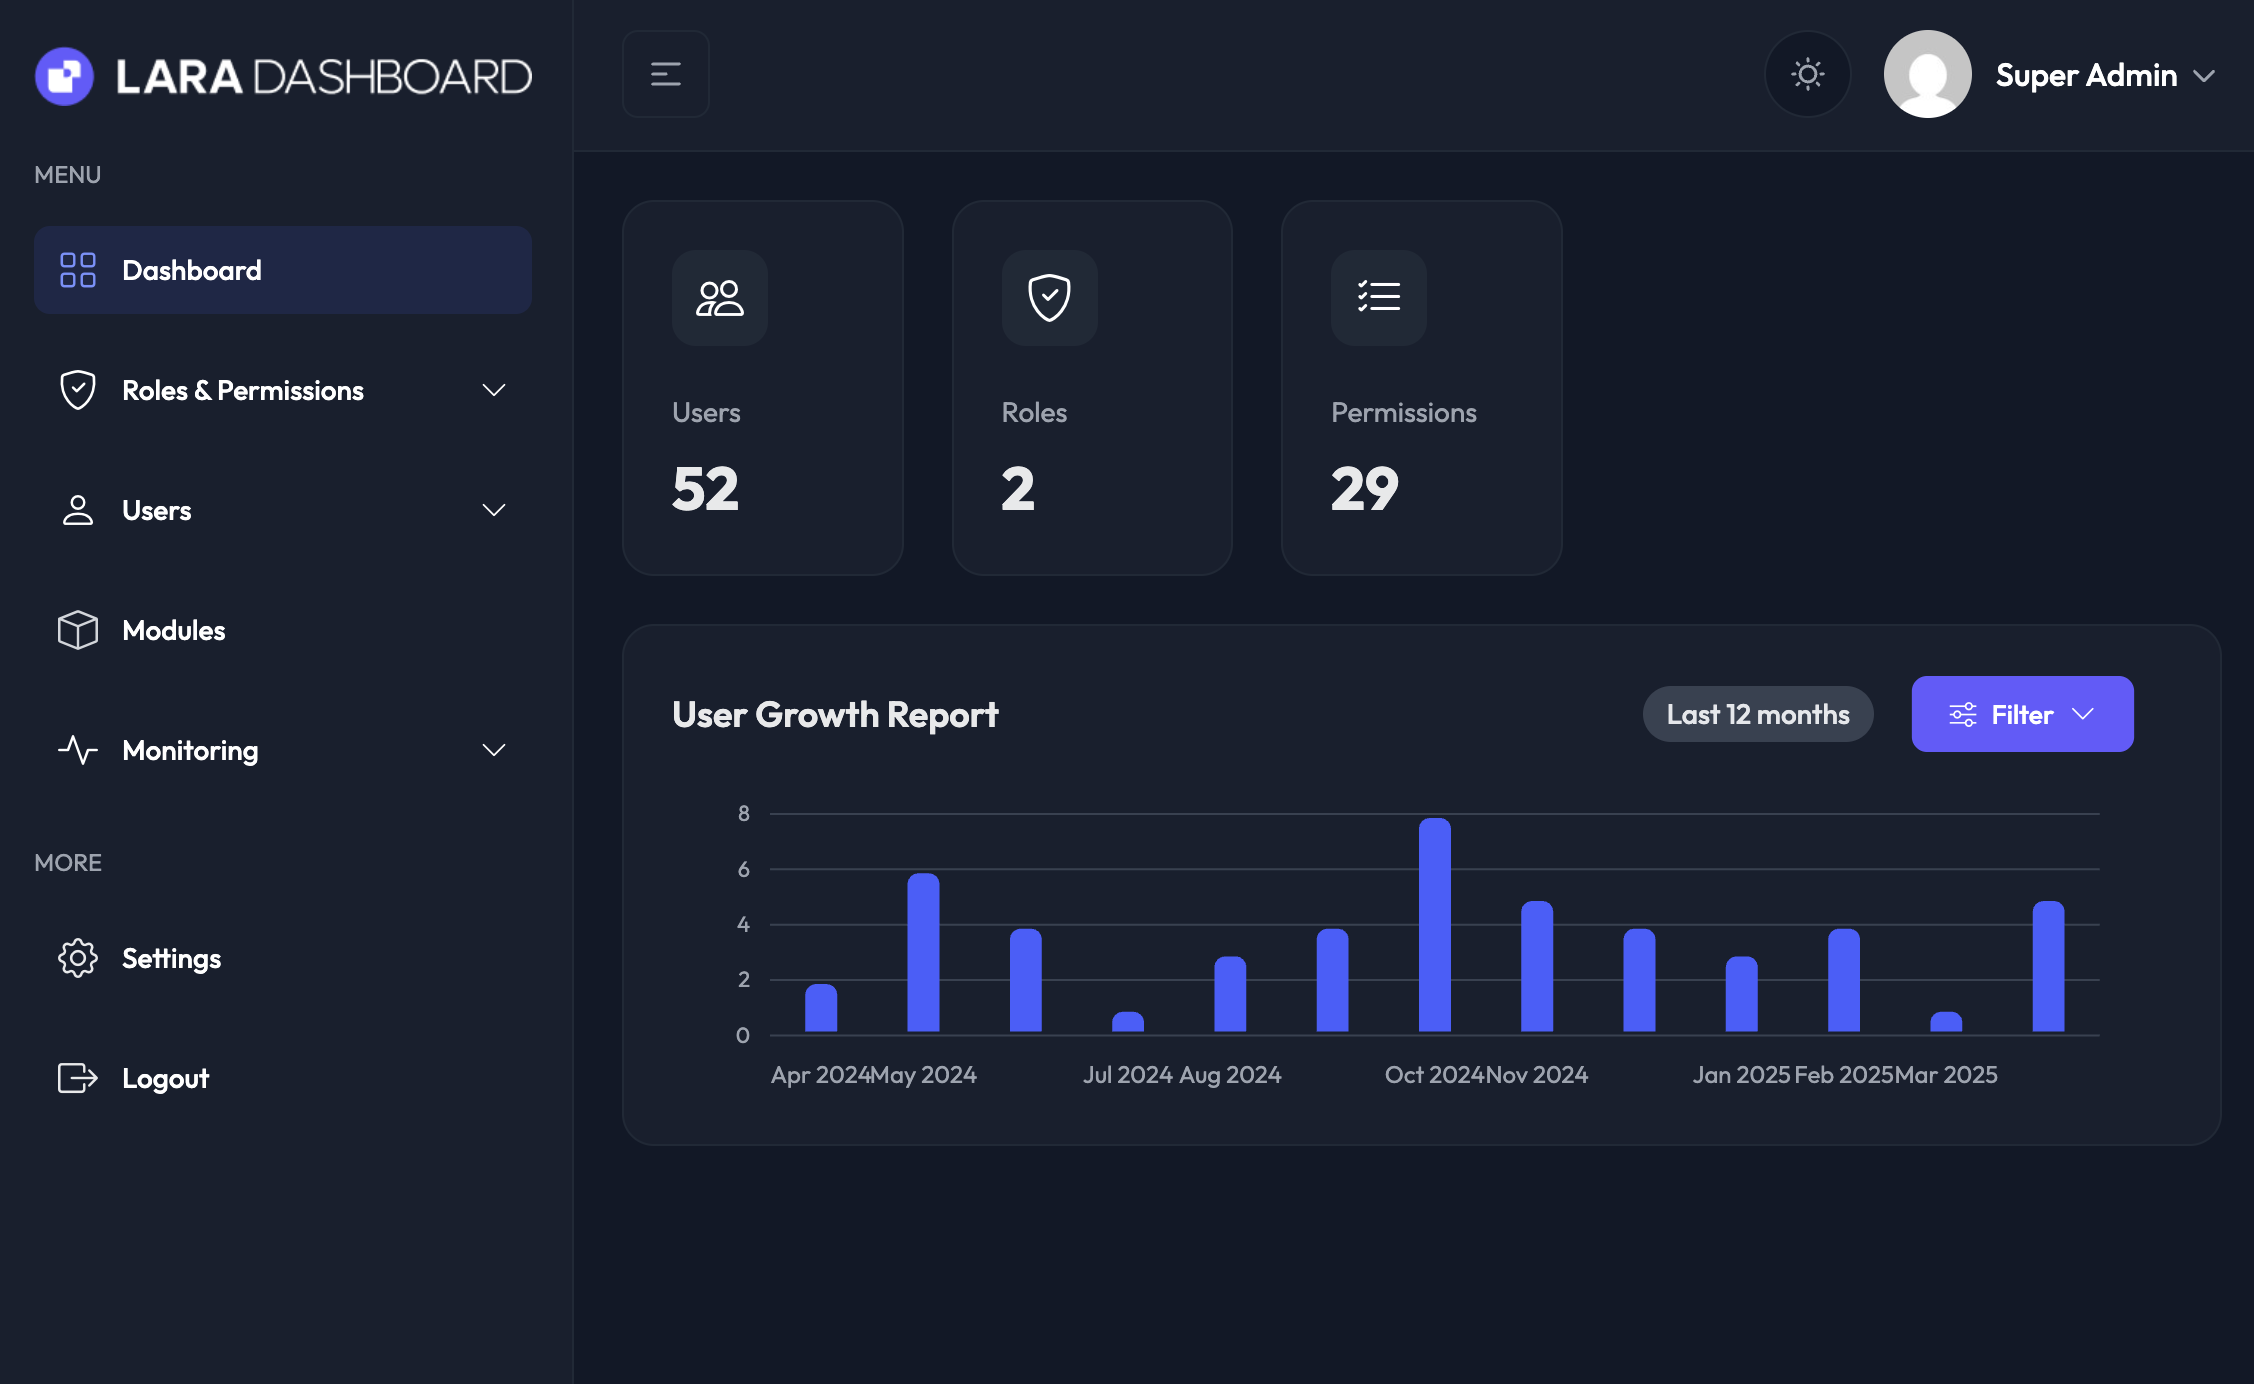 LARA DASHBOARD
MENU
Dashboard
Roles & Permissions
Users
Modules
Monitoring
MORE
Settings
Logout
Super Admin
Users
52
Roles
2
Permissions
29
User Growth Report
Last 12 months
Filter
8
6
4
2
0
Apr 2024 May 2024 Jul 2024 Aug 2024 Oct 2024 Nov 2024 Jan 2025 Feb 2025 Mar 2025